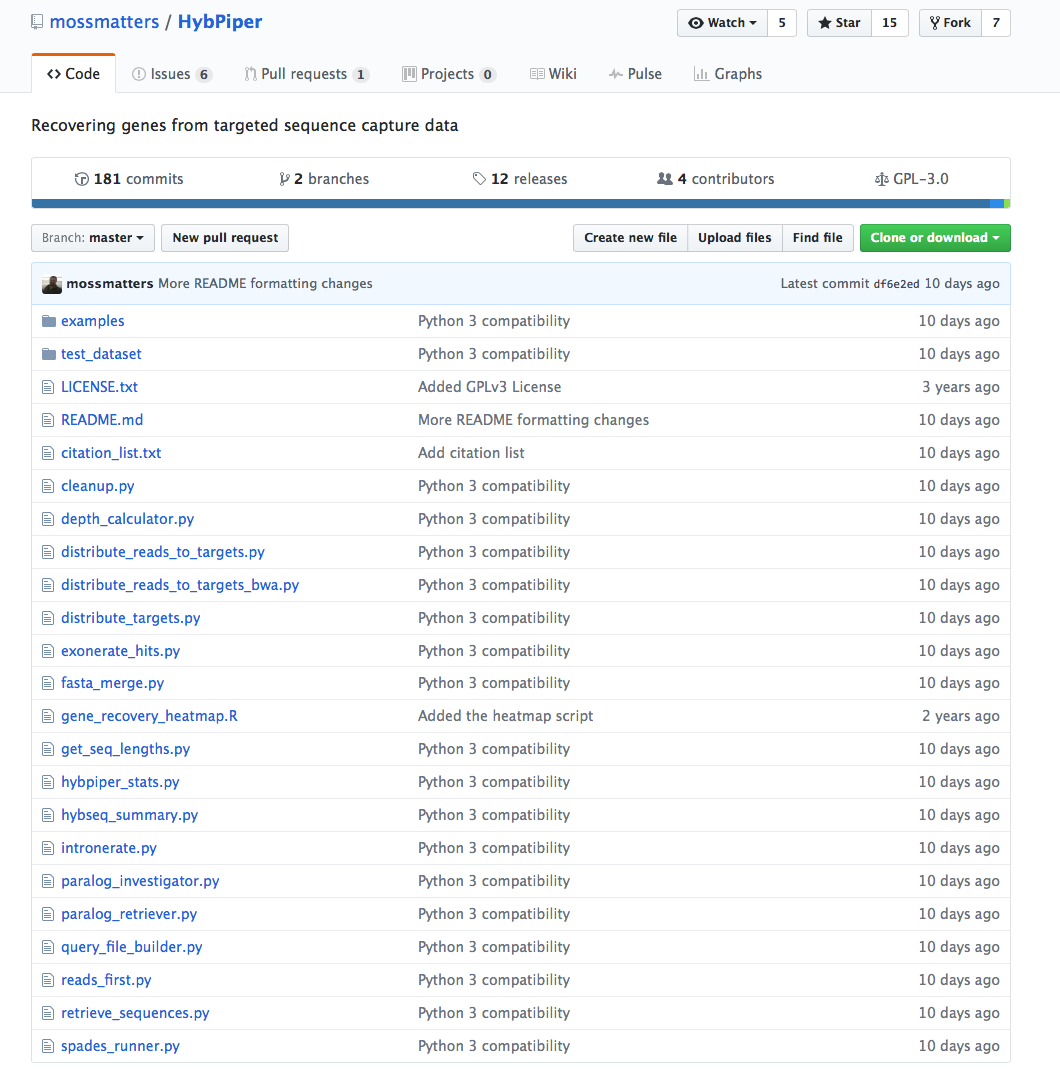 mossmatters / HybPiper Watch 5 Star 15 Fork 7
Code Issues 6 Pull requests 1 Projects 0 Wiki Pulse Graphs
Recovering genes from targeted sequence capture data
181 commits 2 branches 12 releases 4 contributors GPL-3.0
Branch: master New pull request Create new file Upload files Find file Clone or download
mossmatters More README formatting changes Latest commit df6e2ed 10 days ago
examples Python 3 compatibility 10 days ago
test_dataset Python 3 compatibility 10 days ago
LICENSE.txt Added GPLv3 License 3 years ago
README.md More README formatting changes 10 days ago
citation_list.txt Add citation list 10 days ago
cleanup.py Python 3 compatibility 10 days ago
depth_calculator.py Python 3 compatibility 10 days ago
distribute_reads_to_targets.py Python 3 compatibility 10 days ago
distribute_reads_to_targets_bwa.py Python 3 compatibility 10 days ago
distribute_targets.py Python 3 compatibility 10 days ago
exonerate_hits.py Python 3 compatibility 10 days ago
fasta_merge.py Python 3 compatibility 10 days ago
gene_recovery_heatmap.R Added the heatmap script 2 years ago
get_seq_lengths.py Python 3 compatibility 10 days ago
hybpiper_stats.py Python 3 compatibility 10 days ago
hybseq_summary.py Python 3 compatibility 10 days ago
intronerate.py Python 3 compatibility 10 days ago
paralog_investigator.py Python 3 compatibility 10 days ago
paralog_retriever.py Python 3 compatibility 10 days ago
query_file_builder.py Python 3 compatibility 10 days ago
reads_first.py Python 3 compatibility 10 days ago
retrieve_sequences.py Python 3 compatibility 10 days ago
spades_runner.py Python 3 compatibility 10 days ago